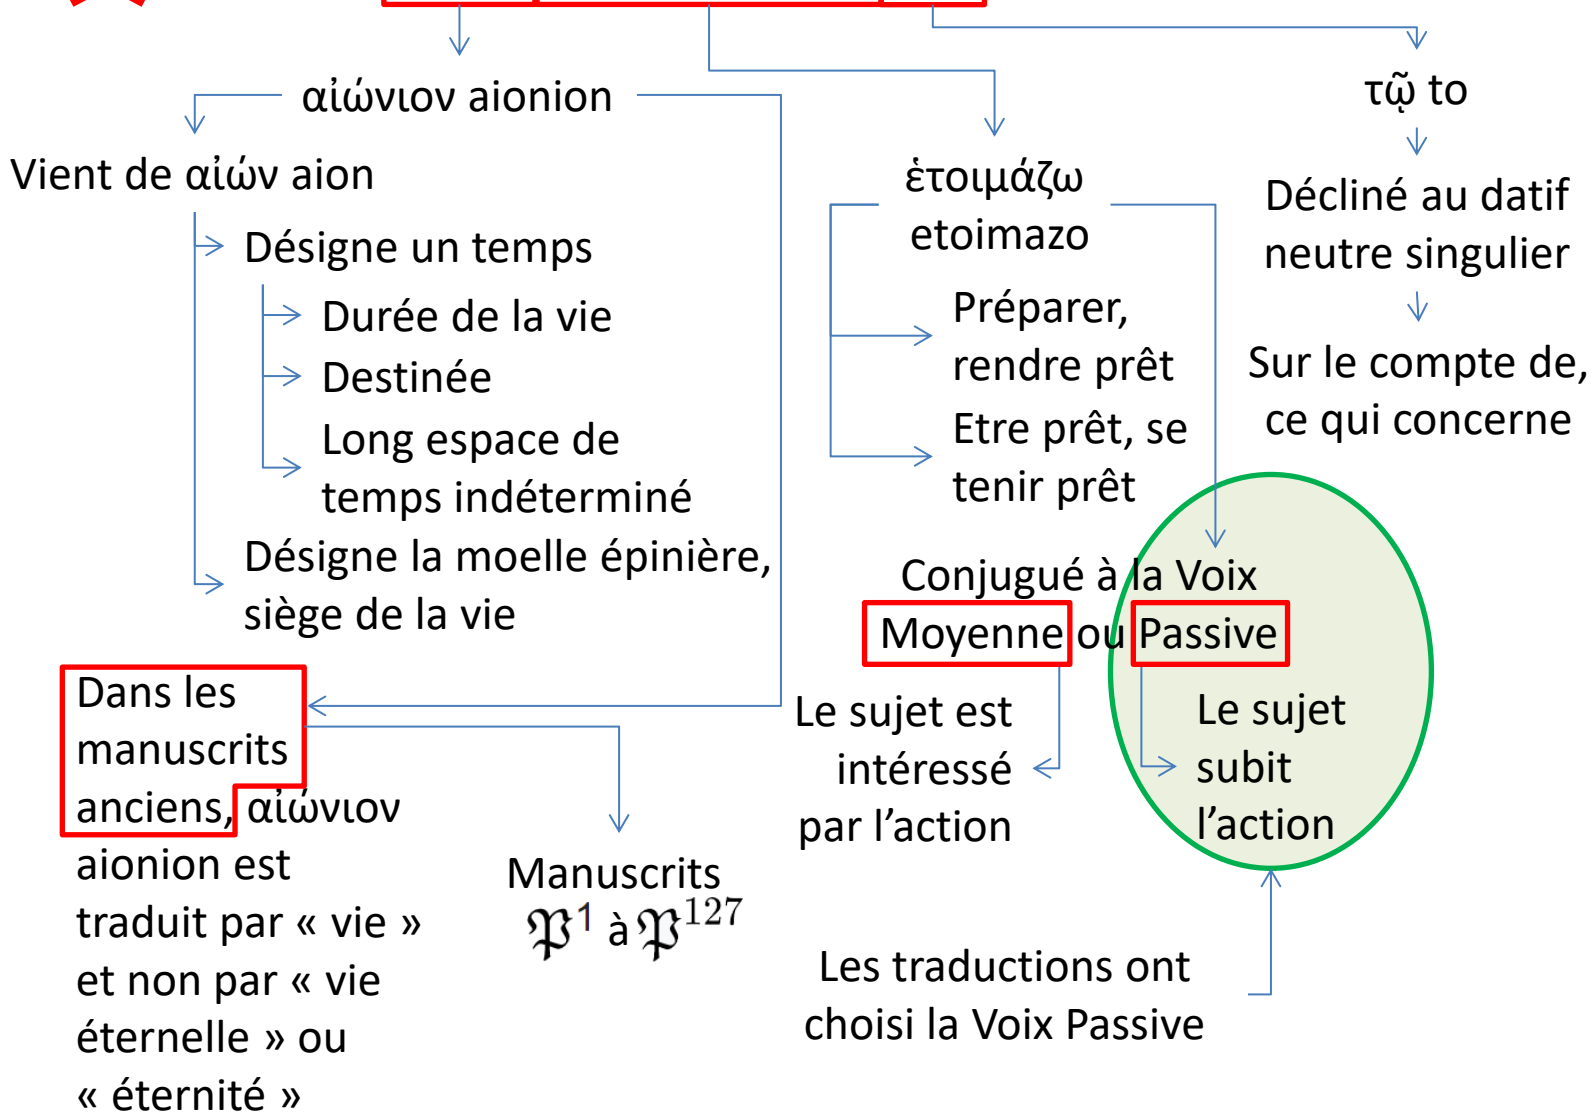 αἰώνιον aionion
Vient de αἰών aion
Désigne un temps
Durée de la vie
Destinée
Long espace de
temps indéterminé
Désigne la moelle épinière,
siège de la vie
Dans les
manuscrits
anciens, αἰώνιον
aionion est
traduit par « vie »
et non par « vie
éternelle » ou
« éternité »
Manuscrits
𝔓¹ à 𝔓¹²⁷
ἑτοιμάζω
etoimazo
Préparer,
rendre prêt
Etre prêt, se
tenir prêt
Conjugué à la Voix
Moyenne ou Passive
Le sujet est
intéressé
par l’action
Le sujet
subit
l’action
Les traductions ont
choisi la Voix Passive
τῷ to
Décliné au datif
neutre singulier
Sur le compte de,
ce qui concerne